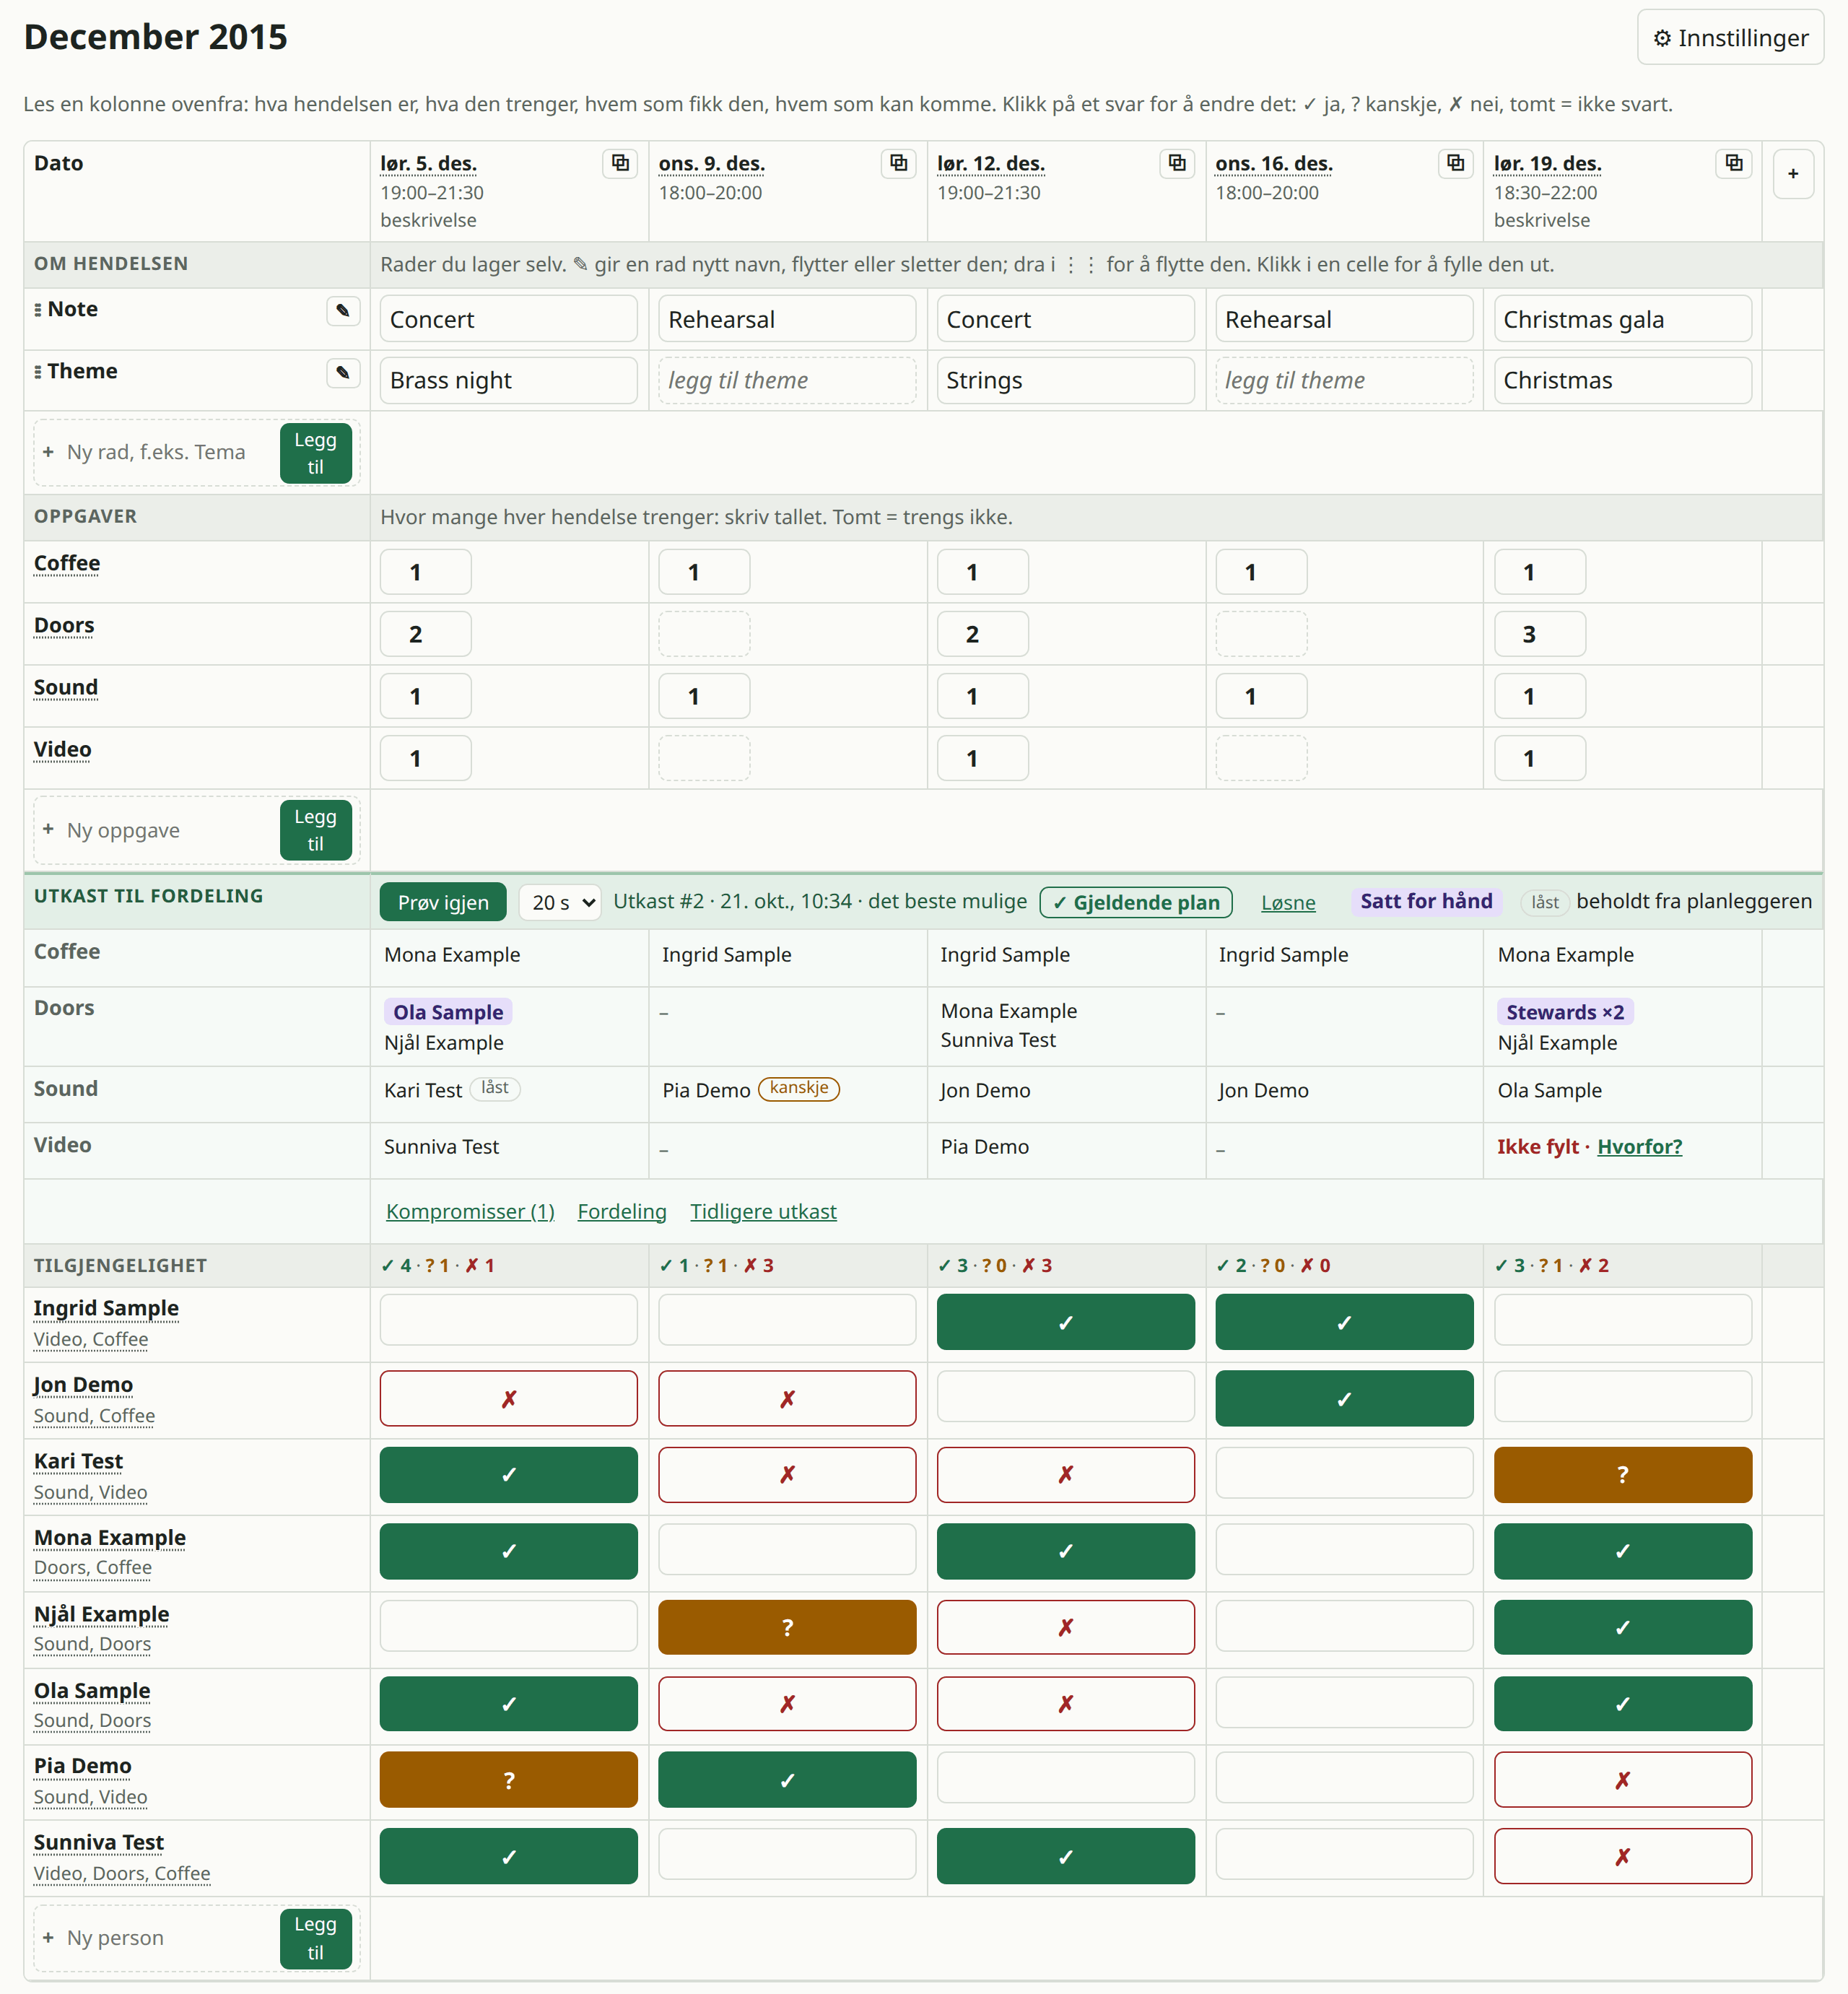 December 2015
⚙ Innstillinger
Les en kolonne ovenfra: hva hendelsen er, hva den trenger, hvem som fikk den, hvem som kan komme. Klikk på et svar for å endre det: ✓ ja, ? kanskje, ✗ nei, tomt = ikke svart.
Dato
lør. 5. des.
19:00–21:30
beskrivelse
ons. 9. des.
18:00–20:00
lør. 12. des.
19:00–21:30
ons. 16. des.
18:00–20:00
lør. 19. des.
18:30–22:00
beskrivelse
+
OM HENDELSEN
Rader du lager selv. ✎ gir en rad nytt navn, flytter eller sletter den; dra i ⋮⋮ for å flytte den. Klikk i en celle for å fylle den ut.
Note ✎ Concert Rehearsal Concert Rehearsal Christmas gala
Theme ✎ Brass night legg til theme Strings legg til theme Christmas
+ Ny rad, f.eks. Tema
Legg
til
OPPGAVER
Hvor mange hver hendelse trenger: skriv tallet. Tomt = trengs ikke.
Coffee 1 1 1 1 1
Doors 2 2 3
Sound 1 1 1 1 1
Video 1 1 1
+ Ny oppgave
Legg
til
UTKAST TIL FORDELING
Prøv igjen 20 s Utkast #2 · 21. okt., 10:34 · det beste mulige ✓ Gjeldende plan Løsne Satt for hånd låst beholdt fra planleggeren
Coffee Mona Example Ingrid Sample Ingrid Sample Ingrid Sample Mona Example
Doors
Ola Sample
Njål Example
–
Mona Example
Sunniva Test
–
Stewards ×2
Njål Example
Sound Kari Test låst Pia Demo kanskje Jon Demo Jon Demo Ola Sample
Video Sunniva Test – Pia Demo – Ikke fylt · Hvorfor?
Kompromisser (1) Fordeling Tidligere utkast
TILGJENGELIGHET ✓ 4 · ? 1 · ✗ 1 ✓ 1 · ? 1 · ✗ 3 ✓ 3 · ? 0 · ✗ 3 ✓ 2 · ? 0 · ✗ 0 ✓ 3 · ? 1 · ✗ 2
Ingrid Sample ✓ ✓
Video, Coffee
Jon Demo ✗ ✗ ✓
Sound, Coffee
Kari Test ✓ ✗ ✗ ?
Sound, Video
Mona Example ✓ ✓ ✓
Doors, Coffee
Njål Example ? ✗ ✓
Sound, Doors
Ola Sample ✓ ✗ ✗ ✓
Sound, Doors
Pia Demo ? ✓ ✗
Sound, Video
Sunniva Test ✓ ✓ ✗
Video, Doors, Coffee
+ Ny person
Legg
til